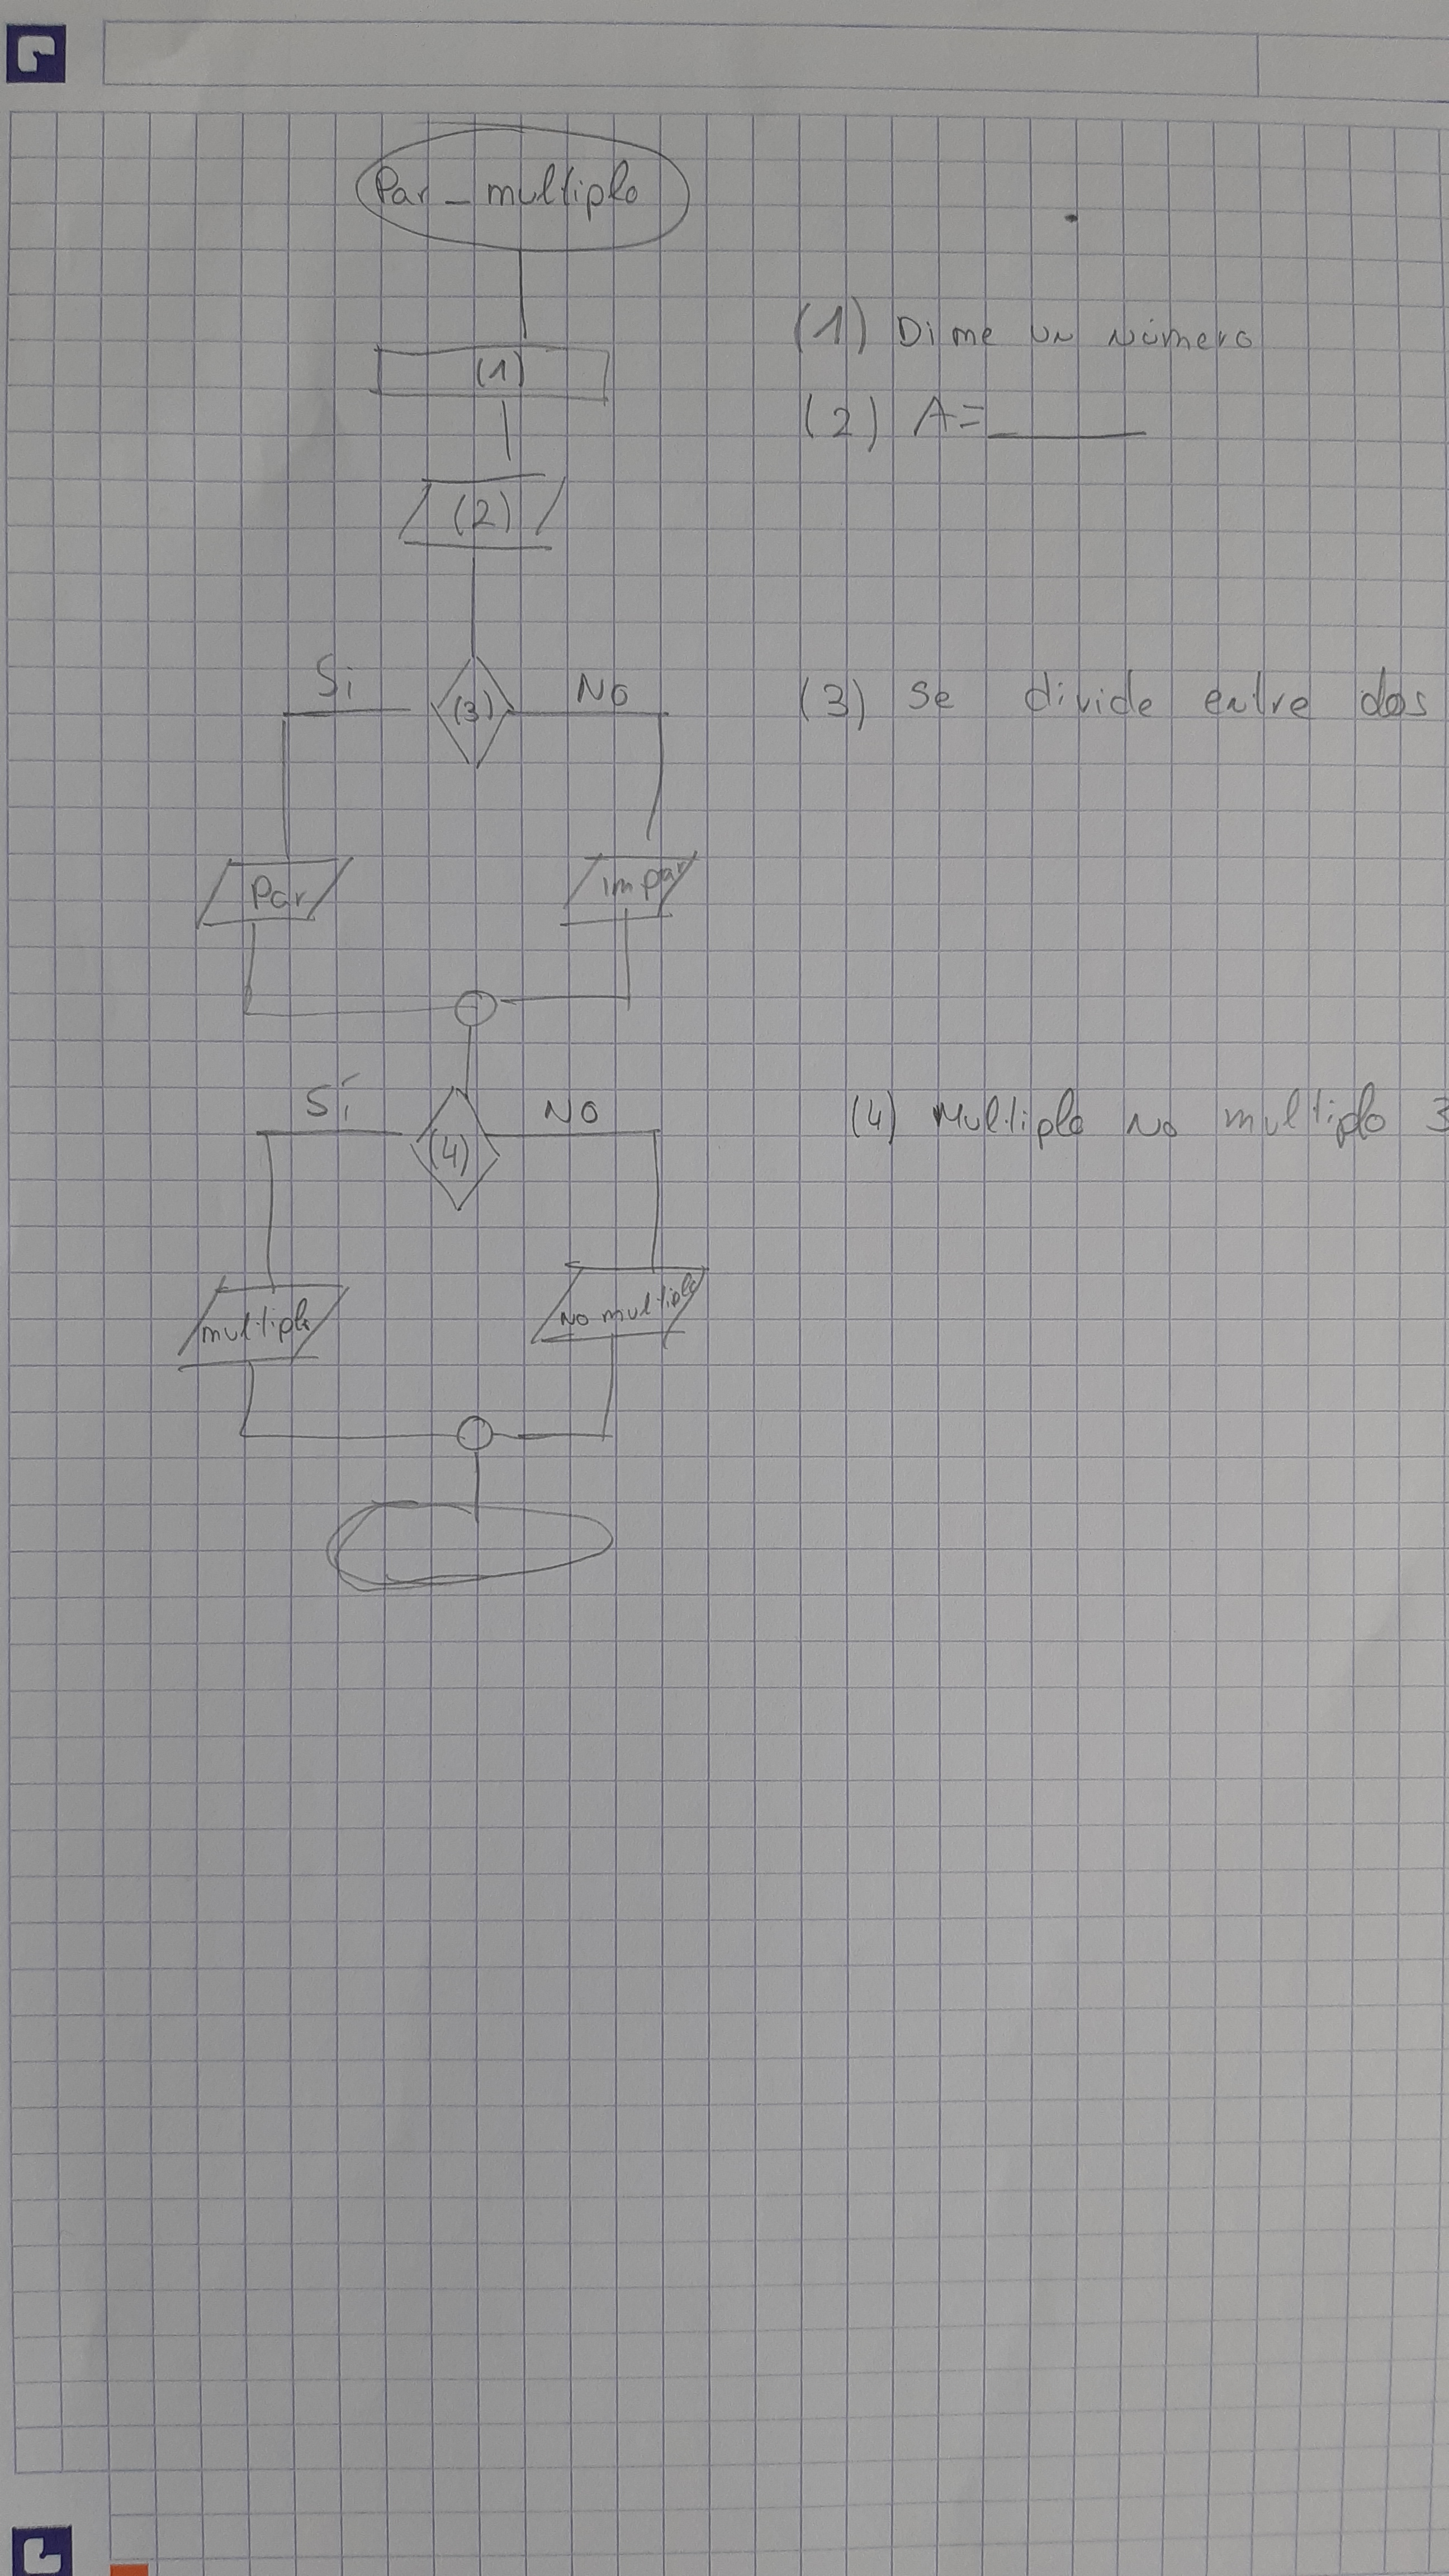 Par_multiplo
(1)
(1) Dime un número
(2) A=______
(2)
Si
(3)
No
(3) se divide entre dos
Par
impar
Sí
(4)
No
(4) Multiplo no multiplo 3
multiplo
No multiplo